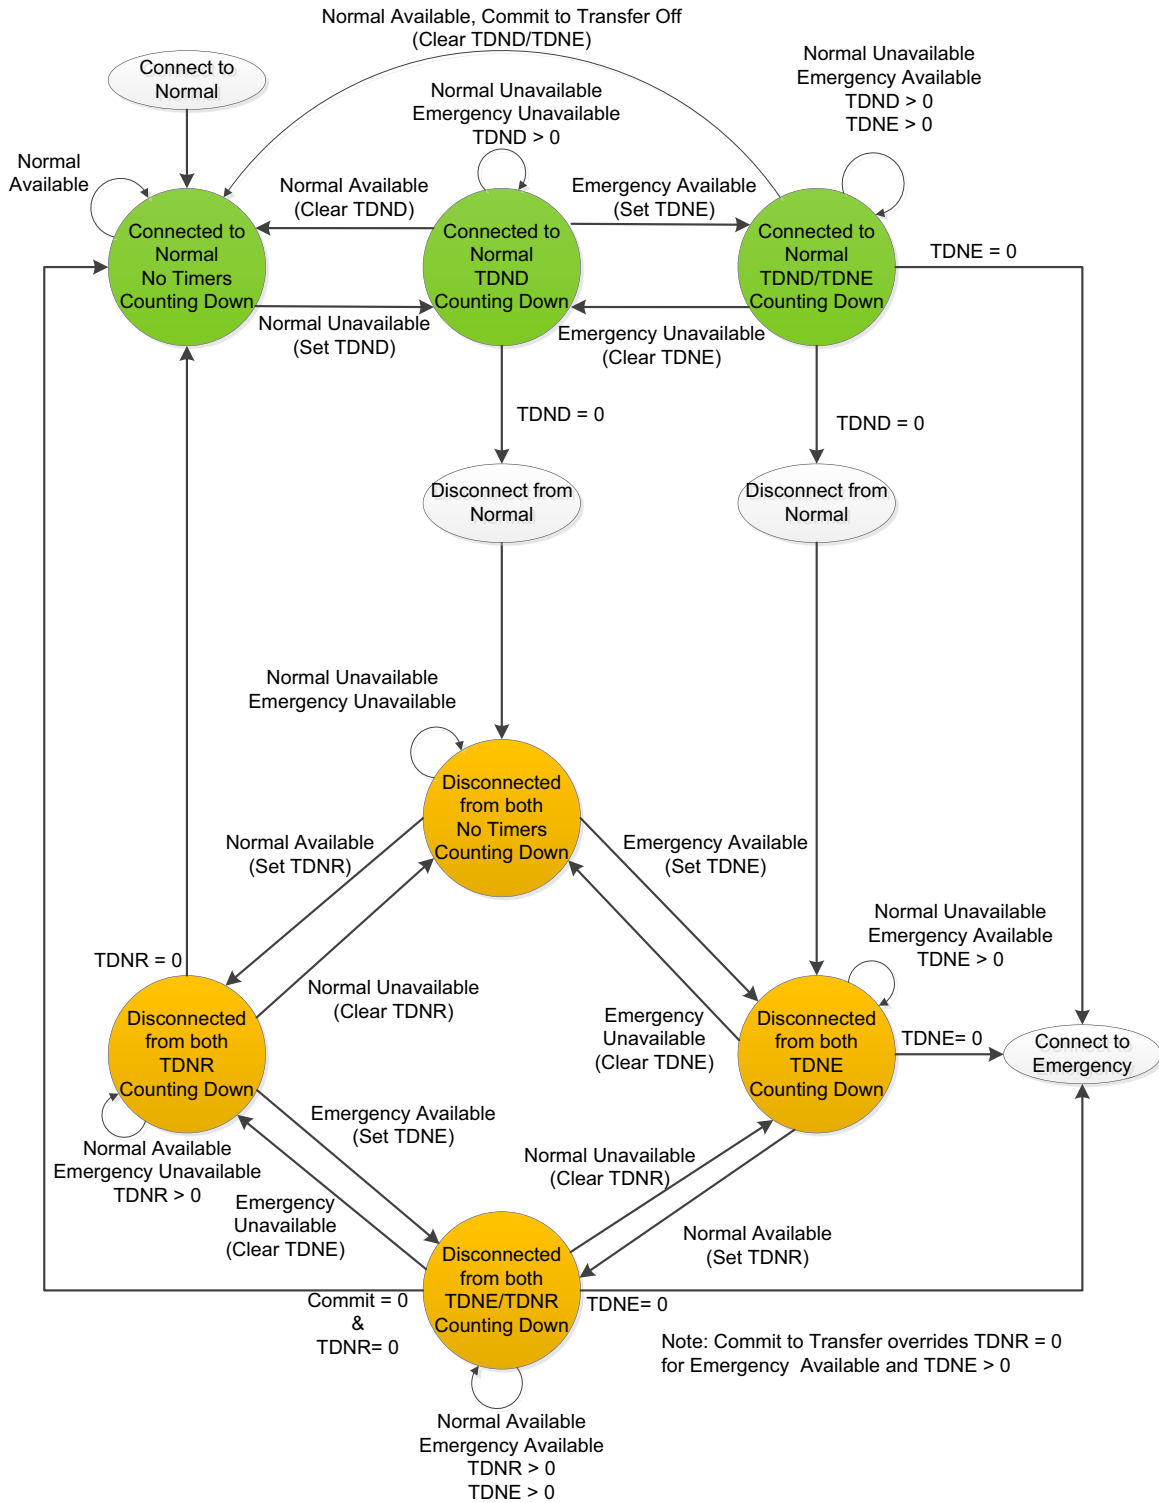 Normal Available, Commit to Transfer Off
(Clear TDND/TDNE)
Connect to
Normal
Normal Unavailable
Emergency Available
TDND > 0
TDNE > 0
Normal Unavailable
Emergency Unavailable
TDND > 0
Normal
Available
Normal Available
(Clear TDND)
Emergency Available
(Set TDNE)
Connected to
Normal
No Timers
Counting Down
Connected to
Normal
TDND
Counting Down
Connected to
Normal
TDND/TDNE
Counting Down
TDNE = 0
Normal Unavailable
(Set TDND)
Emergency Unavailable
(Clear TDNE)
TDND = 0
TDND = 0
Disconnect from
Normal
Disconnect from
Normal
Normal Unavailable
Emergency Unavailable
Disconnected
from both
No Timers
Counting Down
Normal Available
(Set TDNR)
Emergency Available
(Set TDNE)
Normal Unavailable
Emergency Available
TDNE > 0
TDNR = 0
Normal Unavailable
(Clear TDNR)
Emergency
Unavailable
(Clear TDNE)
Disconnected
from both
TDNR
Counting Down
Disconnected
from both
TDNE
Counting Down
TDNE= 0
Connect to
Emergency
Emergency Available
(Set TDNE)
Normal Available
Emergency Unavailable
TDNR > 0
Normal Unavailable
(Clear TDNR)
Emergency
Unavailable
(Clear TDNE)
Normal Available
(Set TDNR)
Disconnected
from both
TDNE/TDNR
Counting Down
Commit = 0
&
TDNR= 0
TDNE= 0
Note: Commit to Transfer overrides TDNR = 0
for Emergency Available and TDNE > 0
Normal Available
Emergency Available
TDNR > 0
TDNE > 0